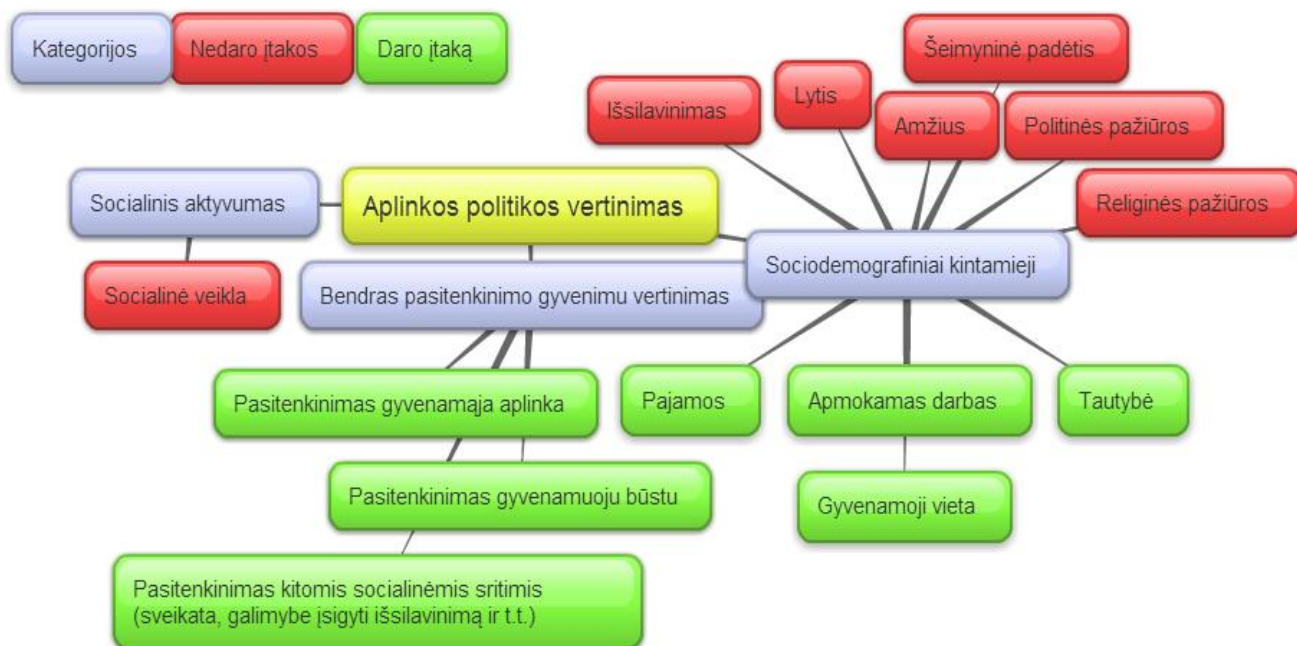 Kategorijos
Nedaro įtakos
Daro įtaką
Šeimyninė padėtis
Išsilavinimas
Lytis
Amžius
Politinės pažiūros
Religinės pažiūros
Socialinis aktyvumas
Aplinkos politikos vertinimas
Sociodemografiniai kintamieji
Socialinė veikla
Bendras pasitenkinimo gyvenimu vertinimas
Pasitenkinimas gyvenamąja aplinka
Pajamos
Apmokamas darbas
Tautybė
Pasitenkinimas gyvenamuoju būstu
Gyvenamoji vieta
Pasitenkinimas kitomis socialinėmis sritimis
(sveikata, galimybe įsigyti išsilavinimą ir t.t.)